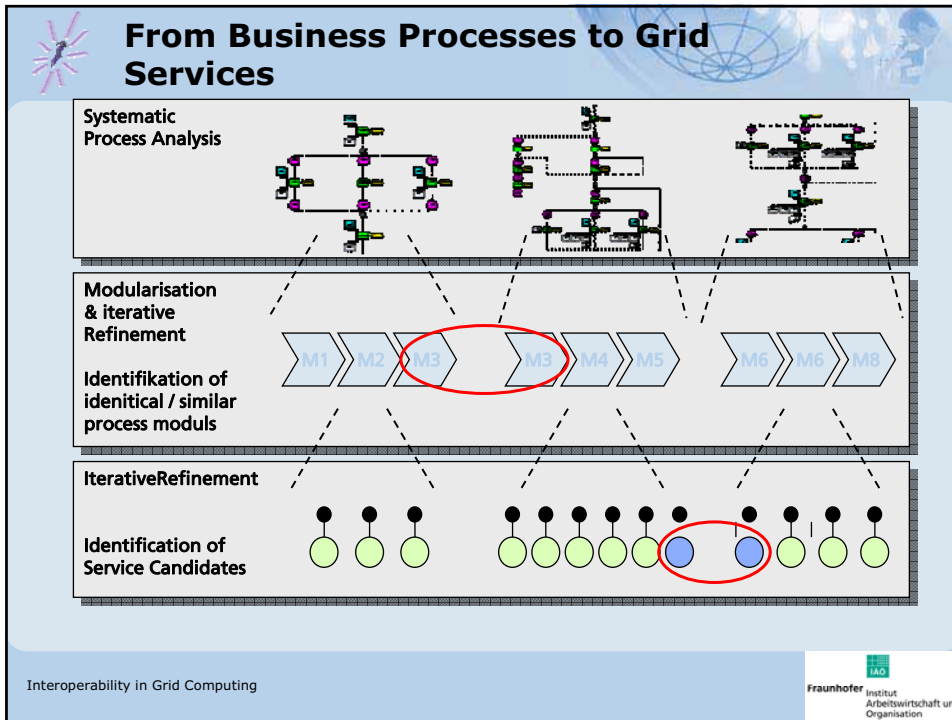 From Business Processes to Grid
Services
Systematic
Process Analysis
Modularisation
& iterative
Refinement
Identifikation of
idenitical / similar
process moduls
M1 M2 M3 M3 M4 M5 M6 M6 M8
IterativeRefinement
Identification of
Service Candidates
Interoperability in Grid Computing
IAO
Fraunhofer Institut
Arbeitswirtschaft
Organisation